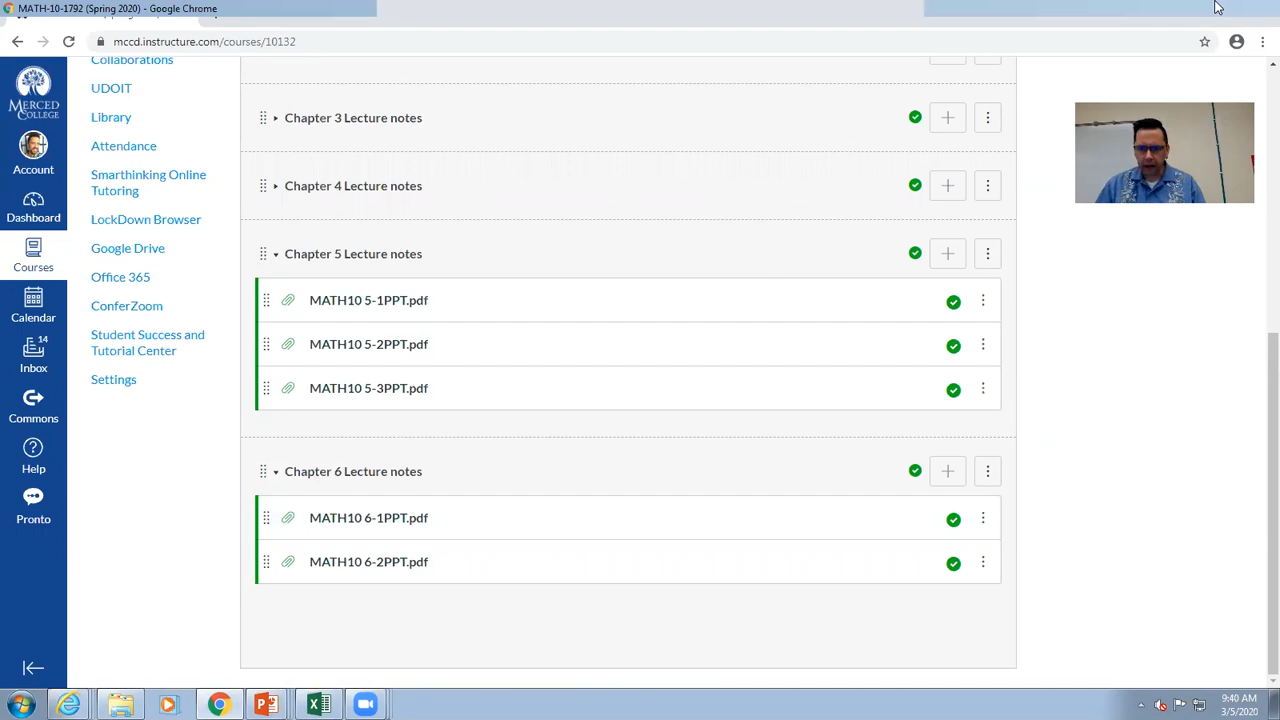 MATH-10-1792 (Spring 2020) - Google Chrome
mccd.instructure.com/courses/10132
Collaborations
UDOIT
Library
Attendance
Smarthinking Online
Tutoring
LockDown Browser
Google Drive
Office 365
ConferZoom
Student Success and
Tutorial Center
Settings
MERCED
COLLEGE
Account
Dashboard
Courses
Calendar
14
Inbox
Commons
Help
Pronto
Chapter 3 Lecture notes
Chapter 4 Lecture notes
Chapter 5 Lecture notes
MATH10 5-1PPT.pdf
MATH10 5-2PPT.pdf
MATH10 5-3PPT.pdf
Chapter 6 Lecture notes
MATH10 6-1PPT.pdf
MATH10 6-2PPT.pdf
9:40 AM
3/5/2020